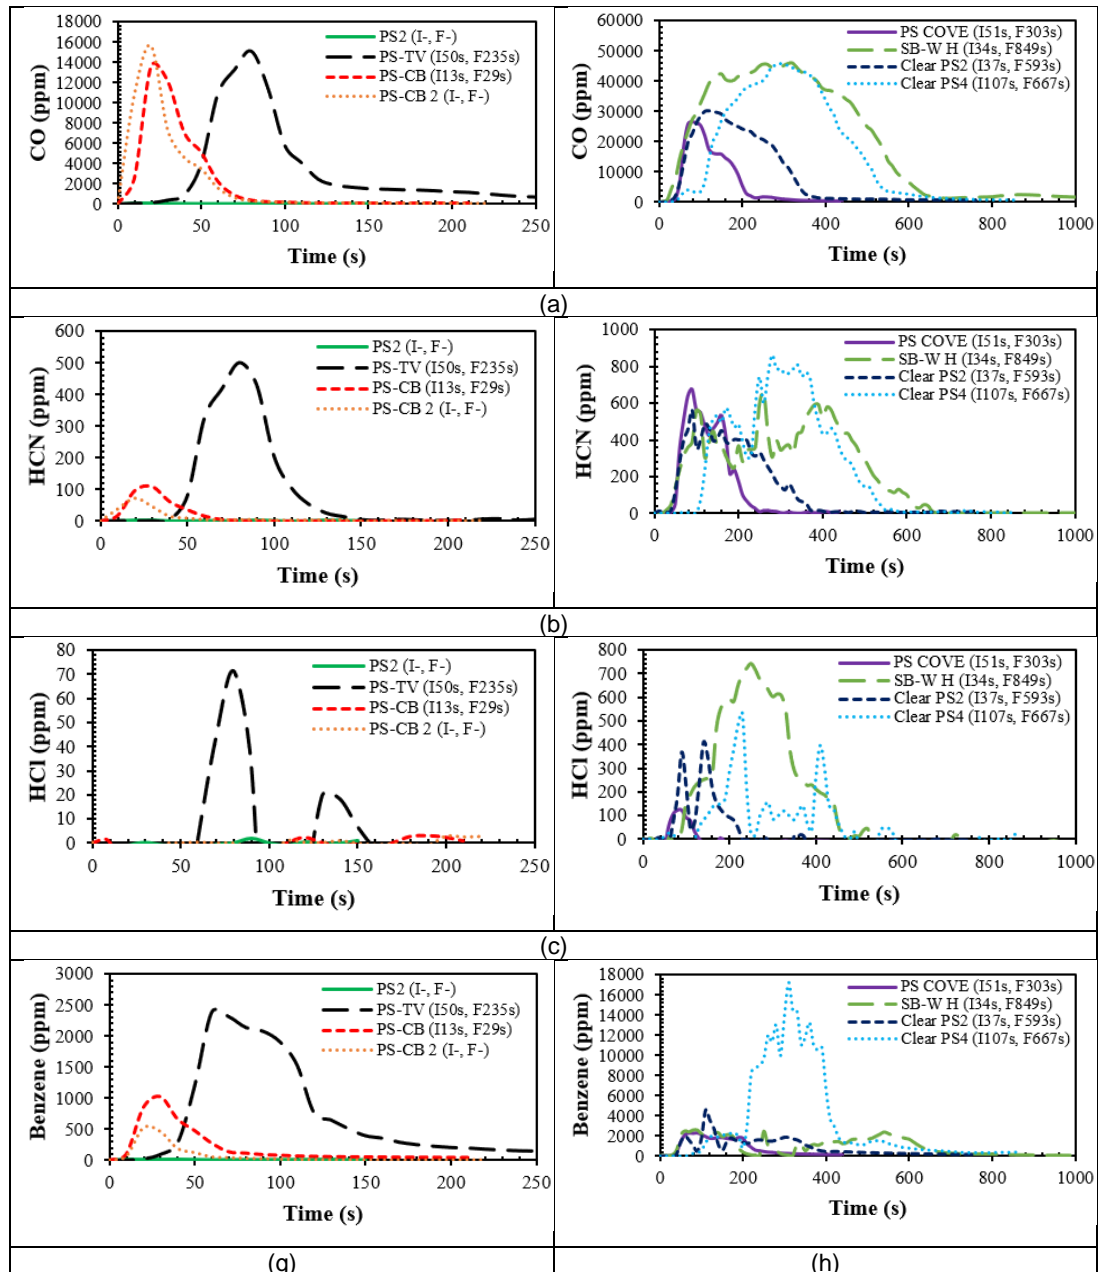 18000
16000
14000
12000
10000
8000
6000
4000
2000
0
CO (ppm)
PS2 (I-, F-)
PS-TV (I50s, F235s)
PS-CB (I13s, F29s)
PS-CB 2 (I-, F-)
0 50 100 150 200 250
Time (s)
60000
50000
40000
30000
20000
10000
0
CO (ppm)
PS COVE (I51s, F303s)
SB-W H (I34s, F849s)
Clear PS2 (I37s, F593s)
Clear PS4 (I107s, F667s)
0 200 400 600 800 1000
Time (s)
(a)
600
500
400
300
200
100
0
HCN (ppm)
PS2 (I-, F-)
PS-TV (I50s, F235s)
PS-CB (I13s, F29s)
PS-CB 2 (I-, F-)
0 50 100 150 200 250
Time (s)
1000
800
600
400
200
0
HCN (ppm)
PS COVE (I51s, F303s)
SB-W H (I34s, F849s)
Clear PS2 (I37s, F593s)
Clear PS4 (I107s, F667s)
0 200 400 600 800 1000
Time (s)
(b)
80
70
60
50
40
30
20
10
0
HCl (ppm)
PS2 (I-, F-)
PS-TV (I50s, F235s)
PS-CB (I13s, F29s)
PS-CB 2 (I-, F-)
0 50 100 150 200 250
Time (s)
800
700
600
500
400
300
200
100
0
HCl (ppm)
PS COVE (I51s, F303s)
SB-W H (I34s, F849s)
Clear PS2 (I37s, F593s)
Clear PS4 (I107s, F667s)
0 200 400 600 800 1000
Time (s)
(c)
3000
2500
2000
1500
1000
500
0
Benzene (ppm)
PS2 (I-, F-)
PS-TV (I50s, F235s)
PS-CB (I13s, F29s)
PS-CB 2 (I-, F-)
0 50 100 150 200 250
Time (s)
18000
16000
14000
12000
10000
8000
6000
4000
2000
0
Benzene (ppm)
PS COVE (I51s, F303s)
SB-W H (I34s, F849s)
Clear PS2 (I37s, F593s)
Clear PS4 (I107s, F667s)
0 200 400 600 800 1000
Time (s)
(g) (h)